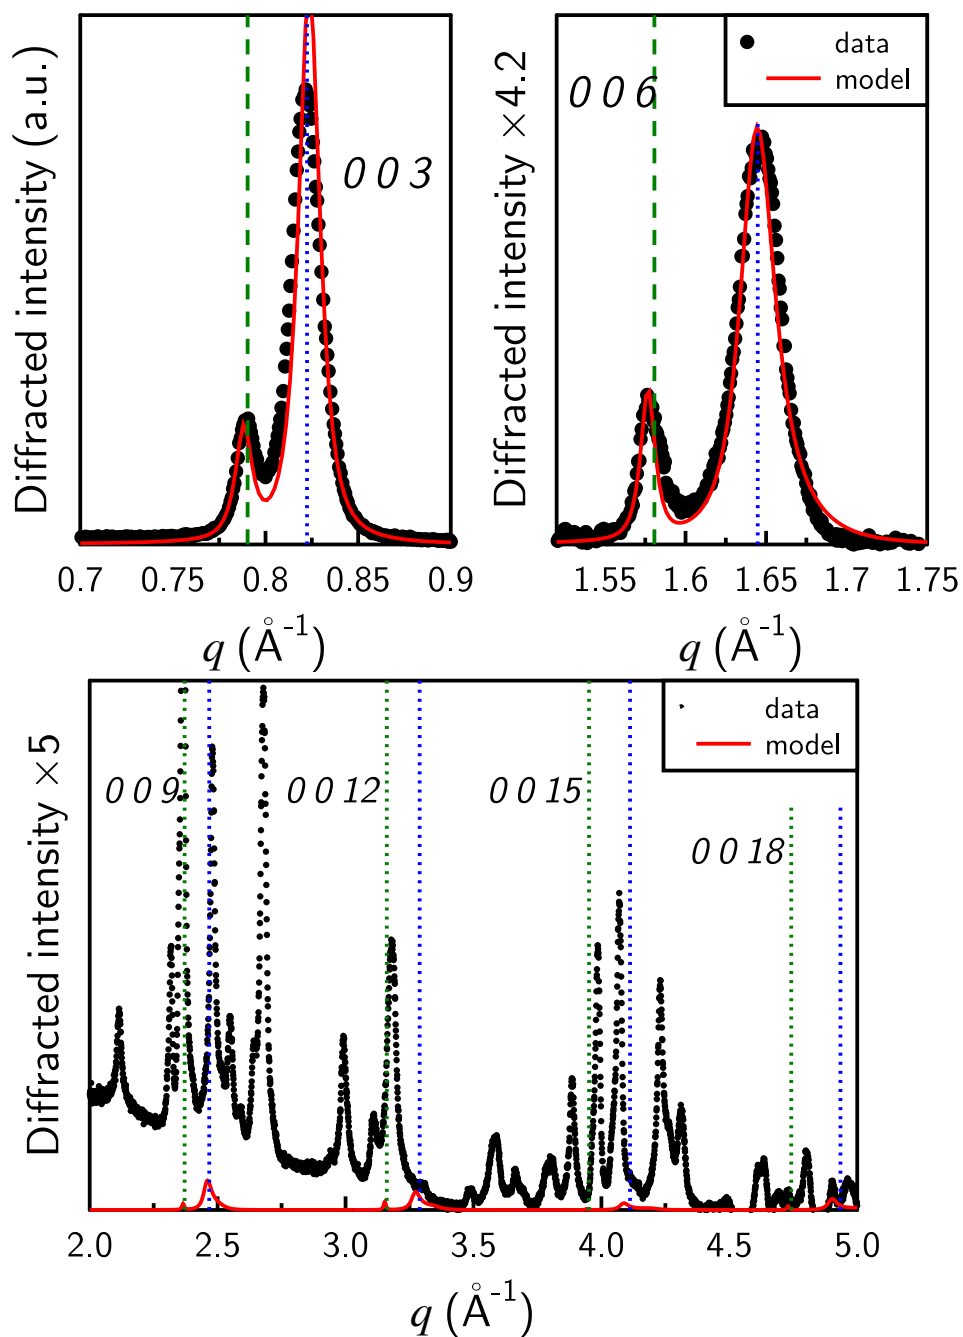 Diffracted intensity (a.u.)
0 0 3
0.7 0.75 0.8 0.85 0.9
q (Å-1)
Diffracted intensity ×4.2
0 0 6
data
model
1.55 1.6 1.65 1.7 1.75
q (Å-1)
Diffracted intensity ×5
data
model
0 0 9 0 0 12 0 0 15
0 0 18
2.0 2.5 3.0 3.5 4.0 4.5 5.0
q (Å-1)